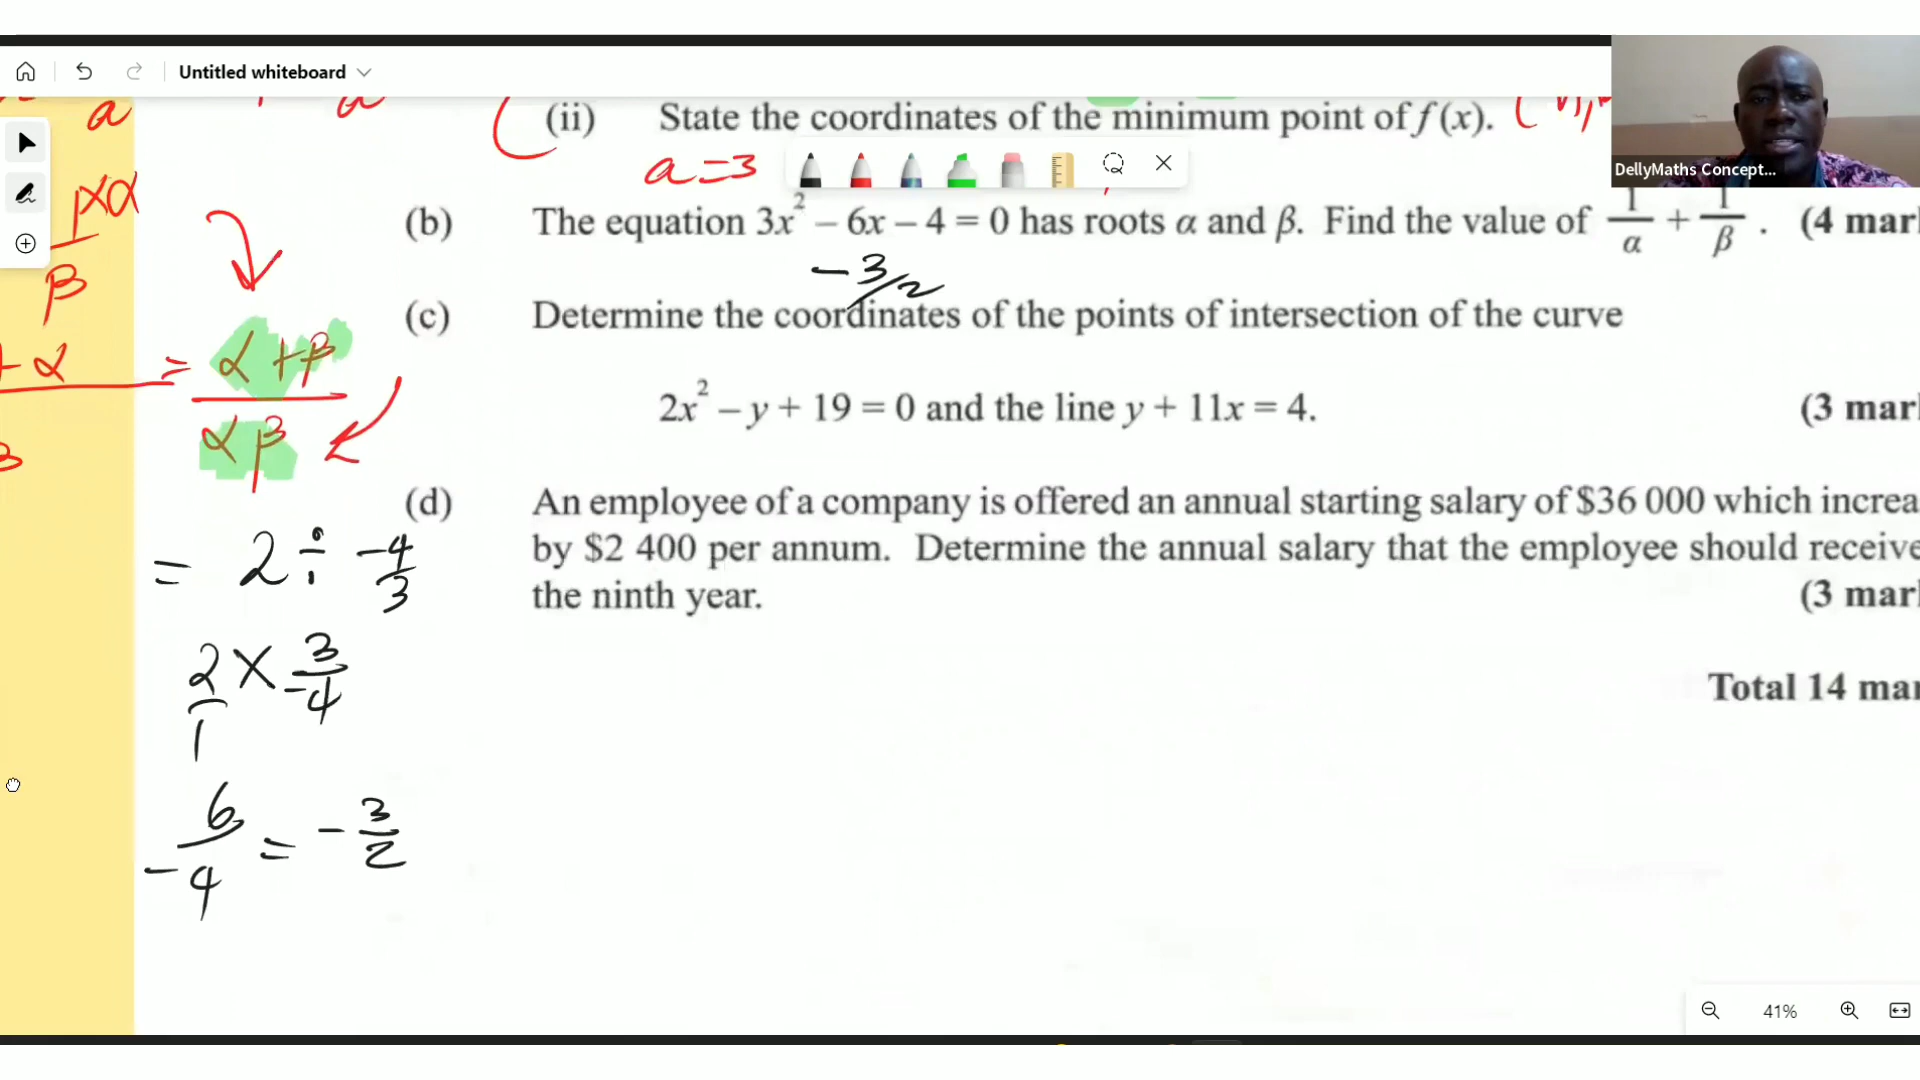 Untitled whiteboard
a
(ii) State the coordinates of the minimum point of f (x).
a = 3
DellyMaths Concept...
(b) The equation 3x² – 6x – 4 = 0 has roots α and β. Find the value of 1/α + 1/β . (4 mar
– 3/2
(c) Determine the coordinates of the points of intersection of the curve
2x² – y + 19 = 0 and the line y + 11x = 4. (3 mar
(d) An employee of a company is offered an annual starting salary of $36 000 which increa
by $2 400 per annum. Determine the annual salary that the employee should receive
the ninth year. (3 mar
Total 14 mar
β
+ α
= α + β
αβ
= 2 ÷ -4/3
2/1 × 3/-4
6/-4 = - 3/2
41%